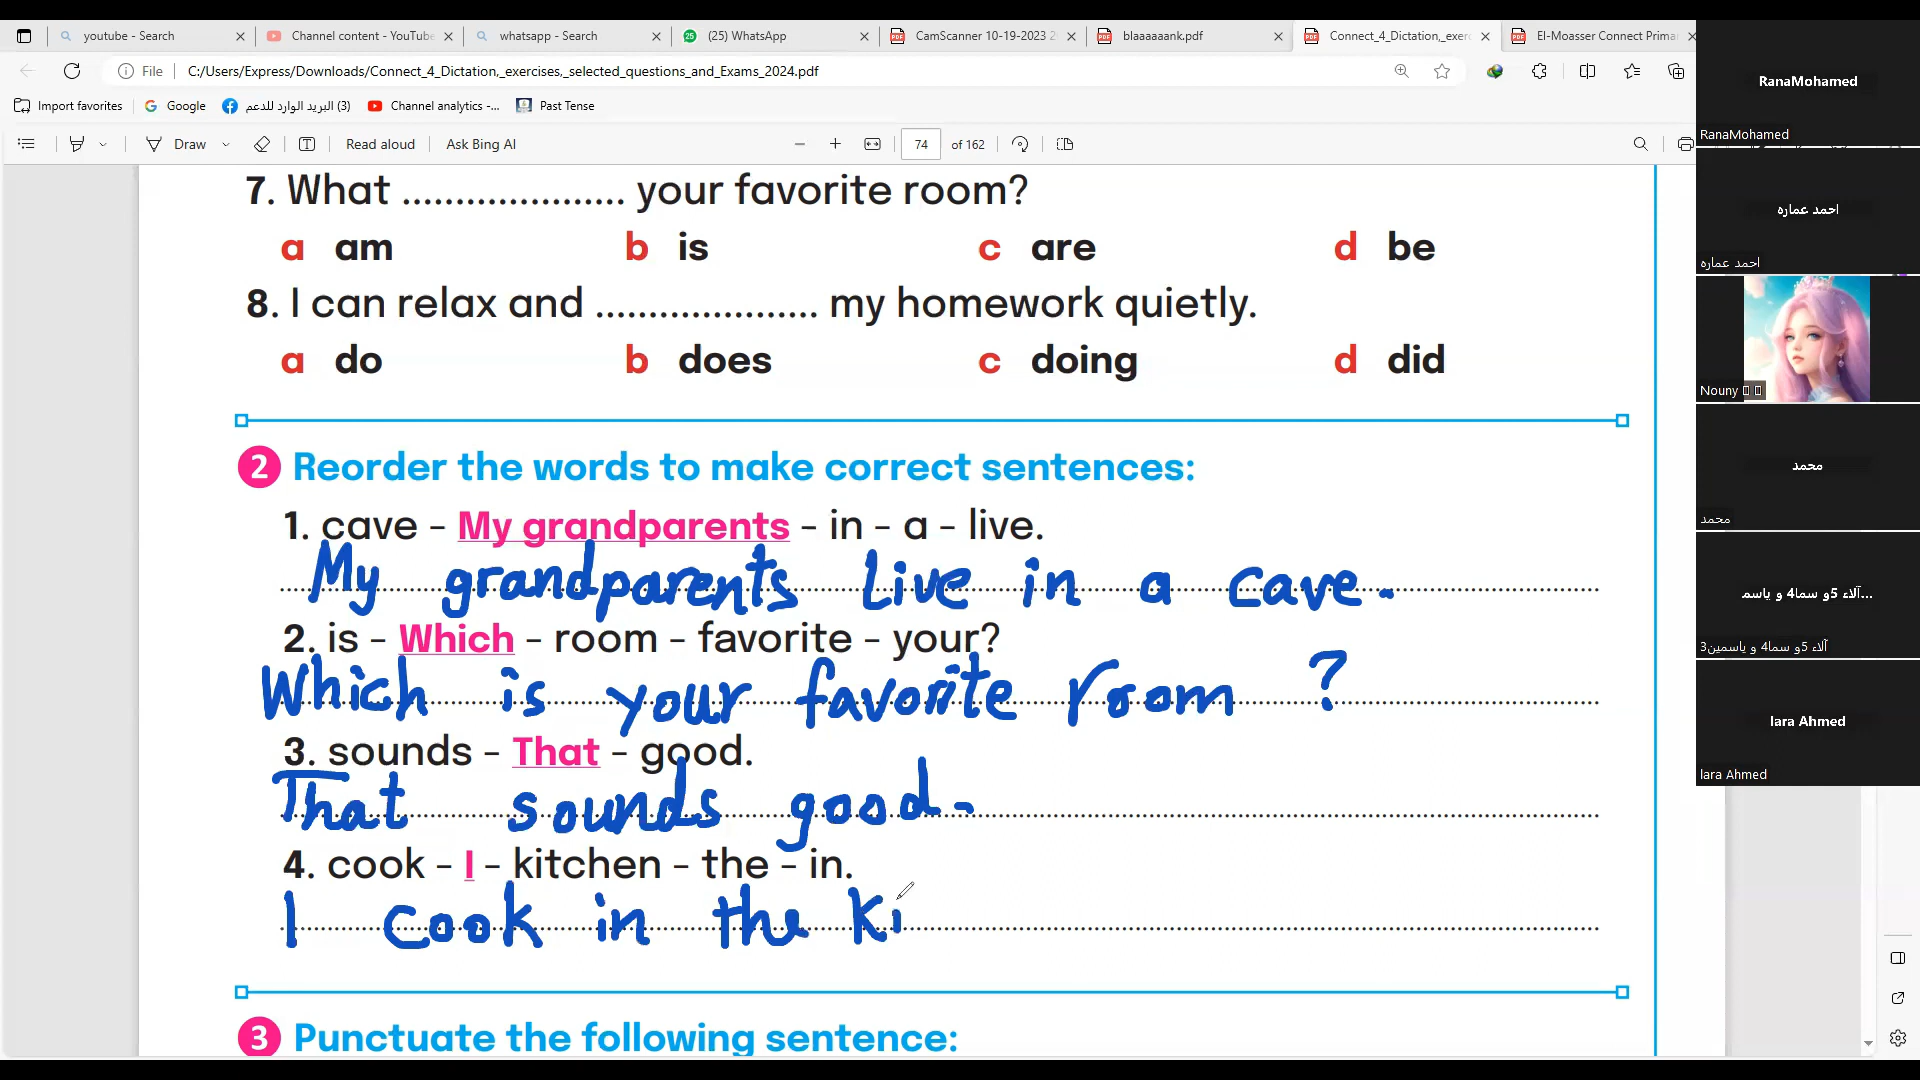 youtube - Search
Channel content - YouTube
whatsapp - Search
(25) WhatsApp
CamScanner 10-19-2023 2
blaaaaaank.pdf
Connect_4_Dictation,_exerc
El-Moasser Connect Prima
File
C:/Users/Express/Downloads/Connect_4_Dictation,_exercises,_selected_questions_and_Exams_2024.pdf
Import favorites
Google
(3) البريد الوارد للدعم
Channel analytics -...
Past Tense
Draw
Read aloud
Ask Bing AI
74 of 162
7. What ..................... your favorite room?
a am b is c are d be
8. I can relax and ..................... my homework quietly.
a do b does c doing d did
2 Reorder the words to make correct sentences:
1. cave – My grandparents – in – a – live.
My grandparents live in a cave.
2. is – Which – room – favorite – your?
Which is your favorite room ?
3. sounds – That – good.
That sounds good.
4. cook – I – kitchen – the – in.
I cook in the Ki
3 Punctuate the following sentence:
RanaMohamed
RanaMohamed
احمد عماره
احمد عماره
Nouny
محمد
محمد
آلاء 5و سما4 و ياسم...
آلاء 5و سما4 و ياسمين3
lara Ahmed
lara Ahmed